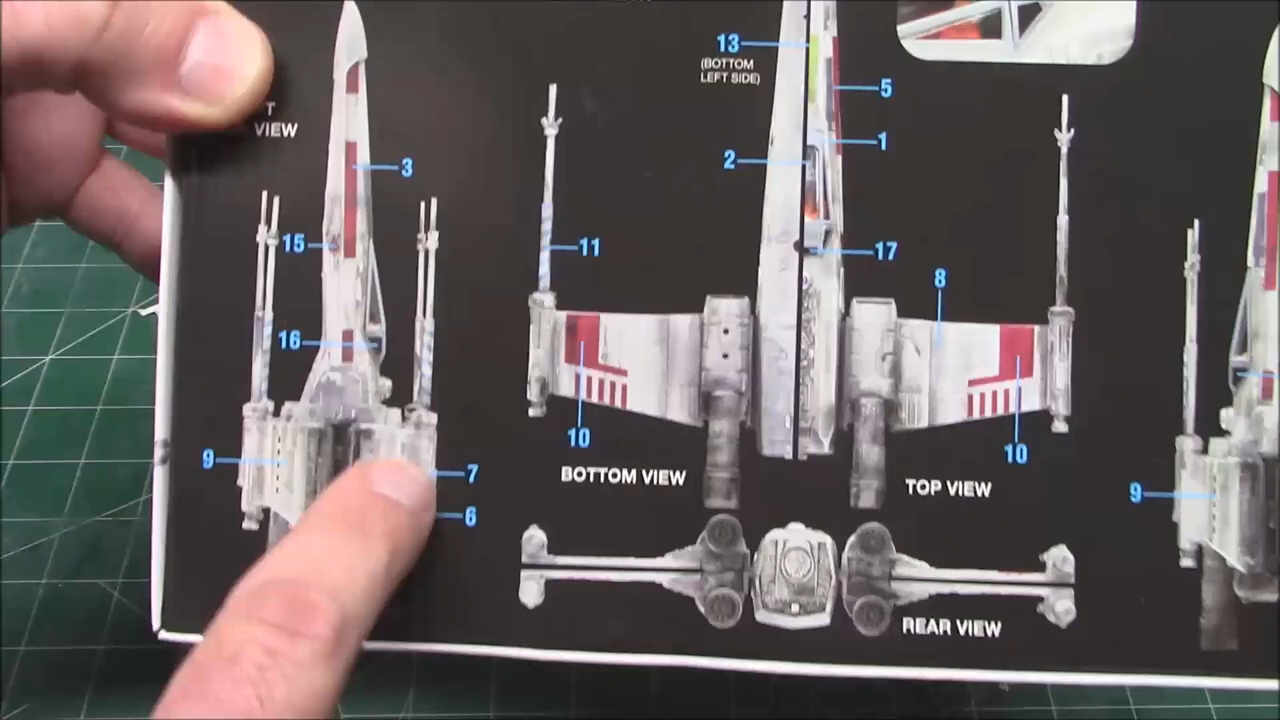 T
VIEW
3
15
16
9
7
6
13
(BOTTOM
LEFT SIDE)
5
1
2
11
17
8
10
10
BOTTOM VIEW
TOP VIEW
REAR VIEW
9